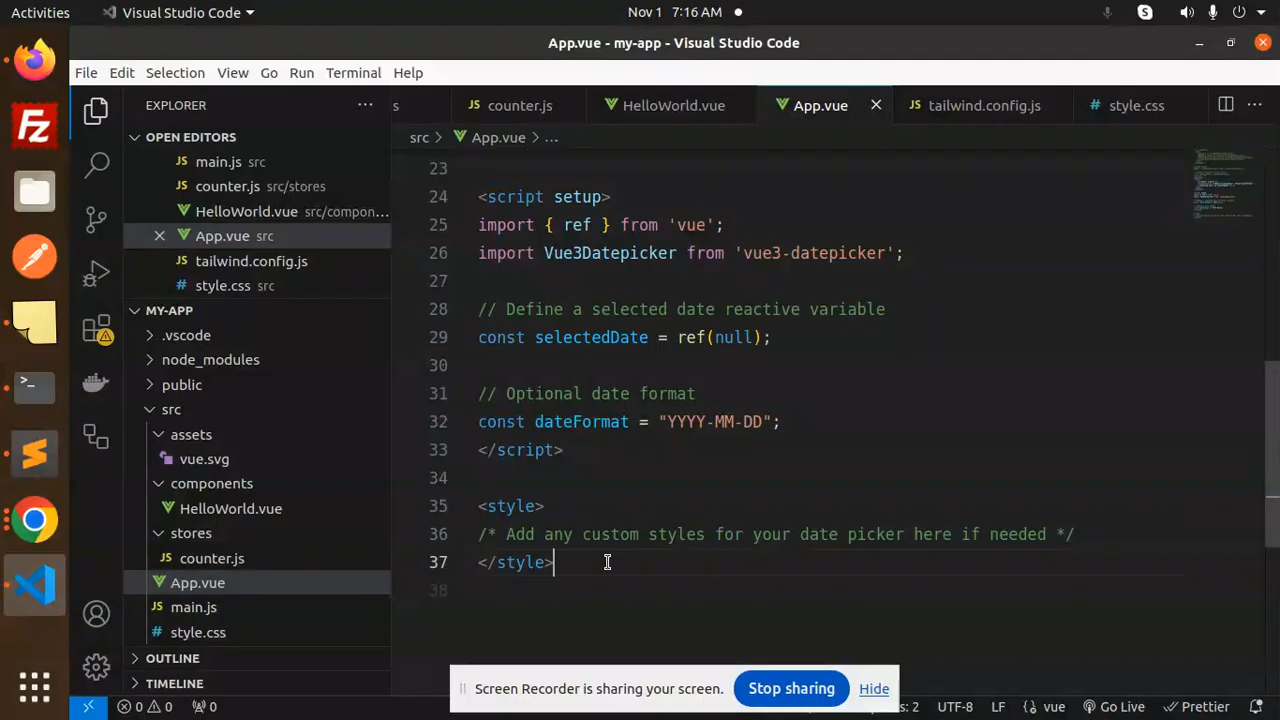 Activities
Visual Studio Code
Nov 1 7:16 AM
App.vue - my-app - Visual Studio Code
File Edit Selection View Go Run Terminal Help
EXPLORER
OPEN EDITORS
JS main.js src
JS counter.js src/stores
HelloWorld.vue src/compon...
App.vue src
JS tailwind.config.js
# style.css src
MY-APP
.vscode
node_modules
public
src
assets
vue.svg
components
HelloWorld.vue
stores
JS counter.js
App.vue
JS main.js
# style.css
OUTLINE
TIMELINE
s JS counter.js HelloWorld.vue App.vue JS tailwind.config.js # style.css
src > App.vue > ...
23
24 <script setup>
25 import { ref } from 'vue';
26 import Vue3Datepicker from 'vue3-datepicker';
27
28 // Define a selected date reactive variable
29 const selectedDate = ref(null);
30
31 // Optional date format
32 const dateFormat = "YYYY-MM-DD";
33 </script>
34
35 <style>
36 /* Add any custom styles for your date picker here if needed */
37 </style>
38
Screen Recorder is sharing your screen. Stop sharing Hide
0 0 0 : 2 UTF-8 LF {} vue Go Live Prettier